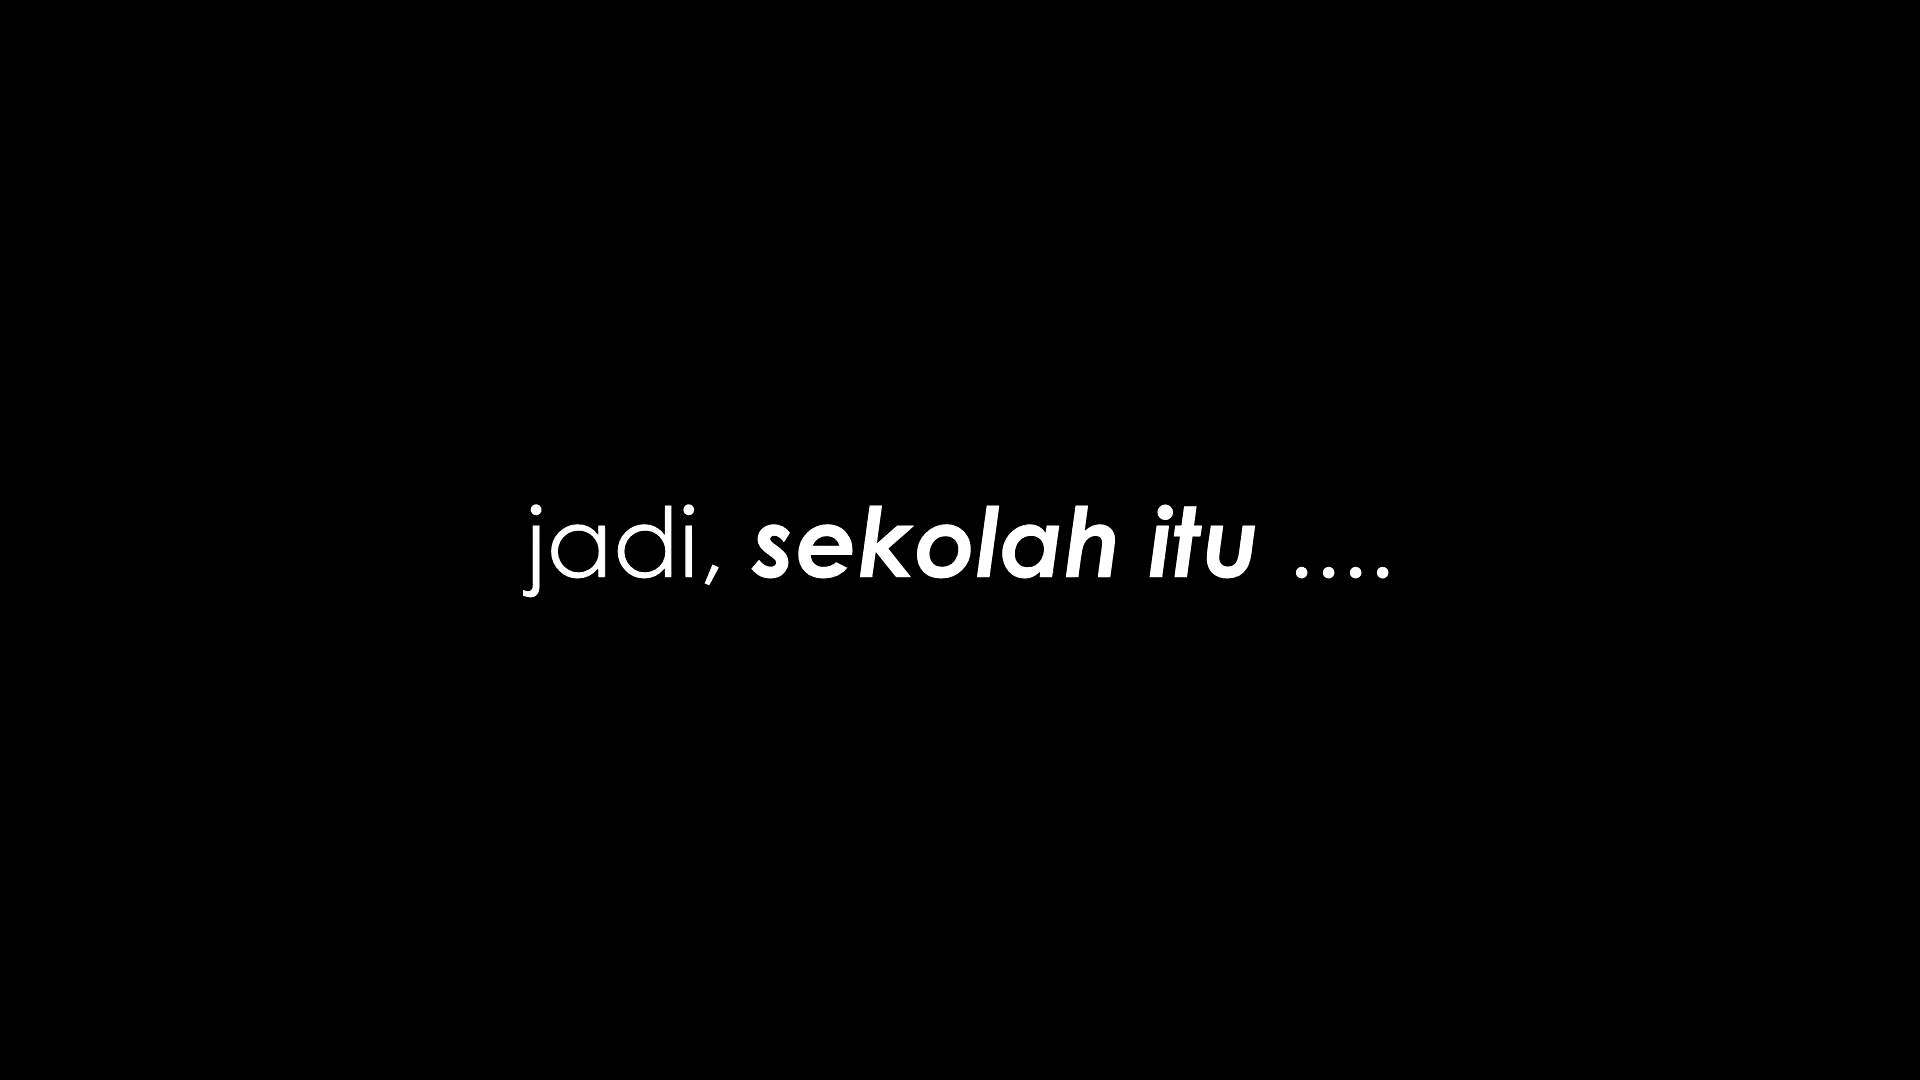 jadi, sekolah itu ....